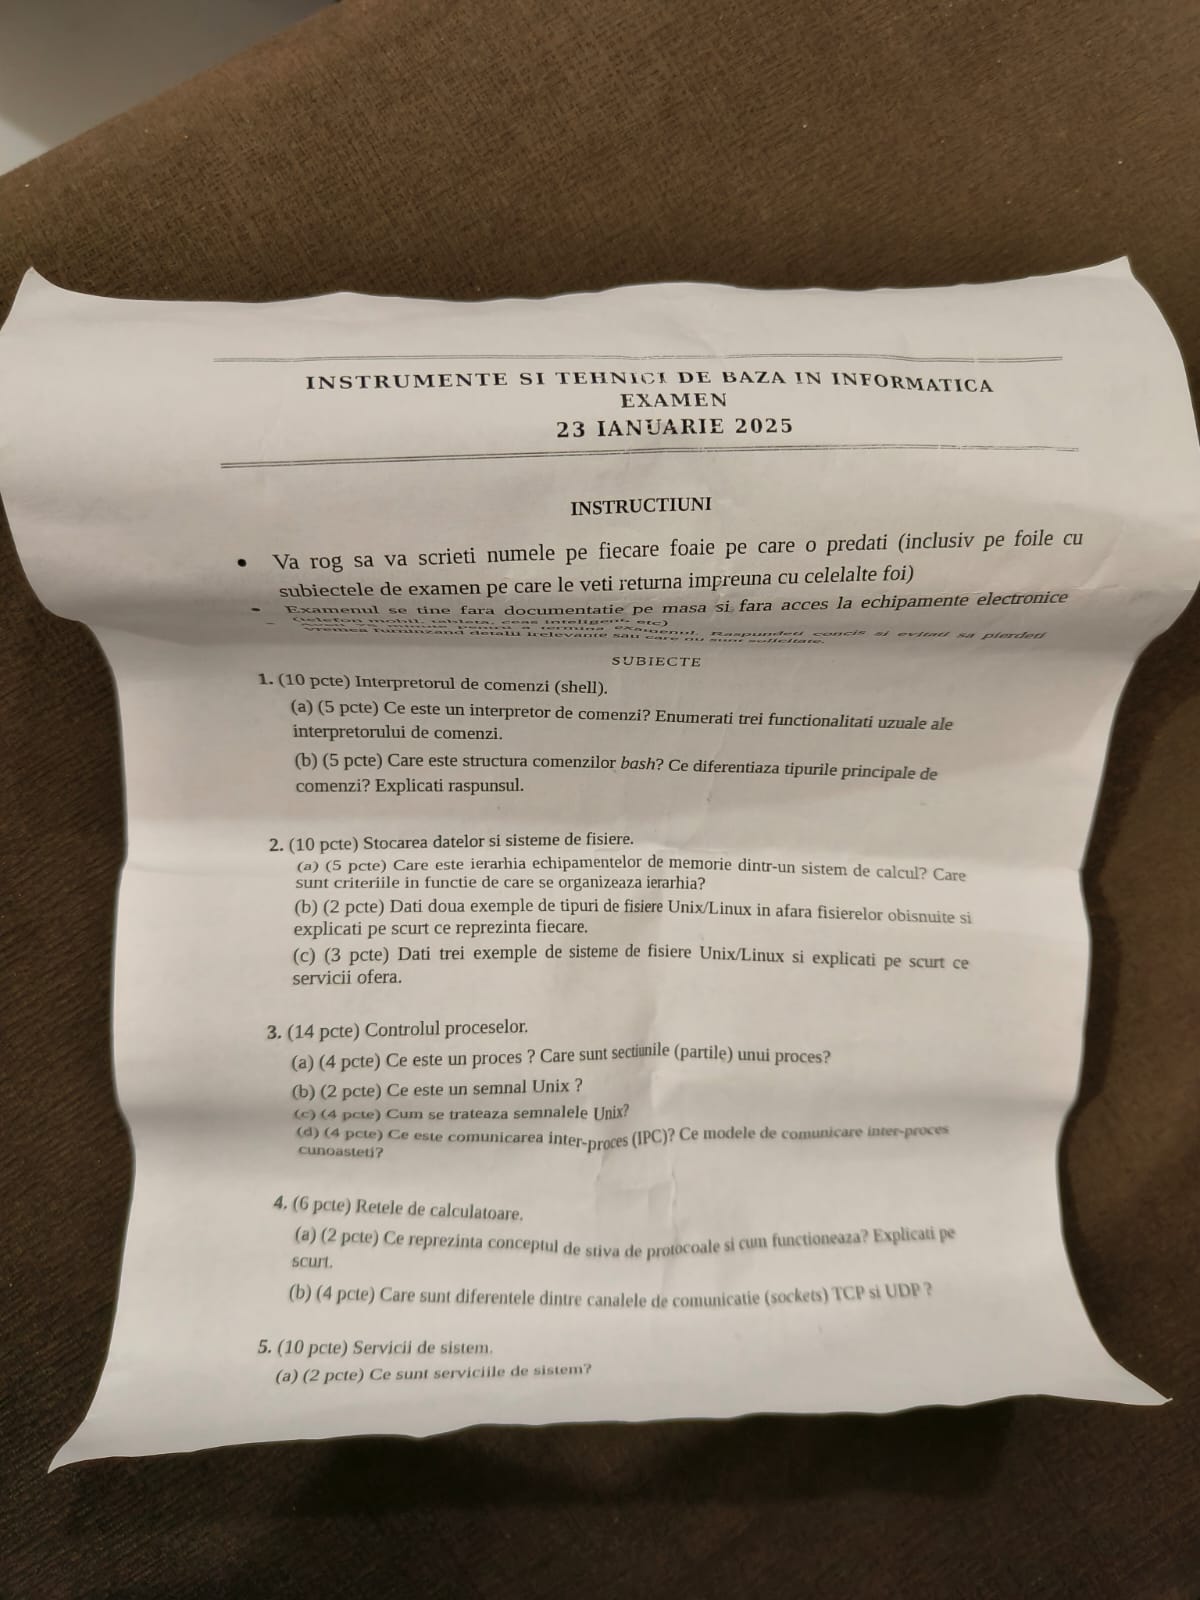 INSTRUMENTE SI TEHNICI DE BAZA IN INFORMATICA
EXAMEN
23 IANUARIE 2025
INSTRUCTIUNI
• Va rog sa va scrieti numele pe fiecare foaie pe care o predati (inclusiv pe foile cu
subiectele de examen pe care le veti returna impreuna cu celelalte foi)
- Examenul se tine fara documentatie pe masa si fara acces la echipamente electronice
(telefon mobil, tableta, ceas inteligent etc)
pentru a termina examenul. Raspundeti concis si evitati sa pierdeti
vremea furnizand detalii irelevante sau care nu sunt solicitate.
SUBIECTE
1. (10 pcte) Interpretorul de comenzi (shell).
(a) (5 pcte) Ce este un interpretor de comenzi? Enumerati trei functionalitati uzuale ale
interpretorului de comenzi.
(b) (5 pcte) Care este structura comenzilor bash? Ce diferentiaza tipurile principale de
comenzi? Explicati raspunsul.
2. (10 pcte) Stocarea datelor si sisteme de fisiere.
(a) (5 pcte) Care este ierarhia echipamentelor de memorie dintr-un sistem de calcul? Care
sunt criteriile in functie de care se organizeaza ierarhia?
(b) (2 pcte) Dati doua exemple de tipuri de fisiere Unix/Linux in afara fisierelor obisnuite si
explicati pe scurt ce reprezinta fiecare.
(c) (3 pcte) Dati trei exemple de sisteme de fisiere Unix/Linux si explicati pe scurt ce
servicii ofera.
3. (14 pcte) Controlul proceselor.
(a) (4 pcte) Ce este un proces ? Care sunt sectiunile (partile) unui proces?
(b) (2 pcte) Ce este un semnal Unix ?
(c) (4 pcte) Cum se trateaza semnalele Unix?
(d) (4 pcte) Ce este comunicarea inter-proces (IPC)? Ce modele de comunicare inter-proces
cunoasteti?
4. (6 pcte) Retele de calculatoare.
(a) (2 pcte) Ce reprezinta conceptul de stiva de protocoale si cum functioneaza? Explicati pe
scurt.
(b) (4 pcte) Care sunt diferentele dintre canalele de comunicatie (sockets) TCP si UDP ?
5. (10 pcte) Servicii de sistem.
(a) (2 pcte) Ce sunt serviciile de sistem?